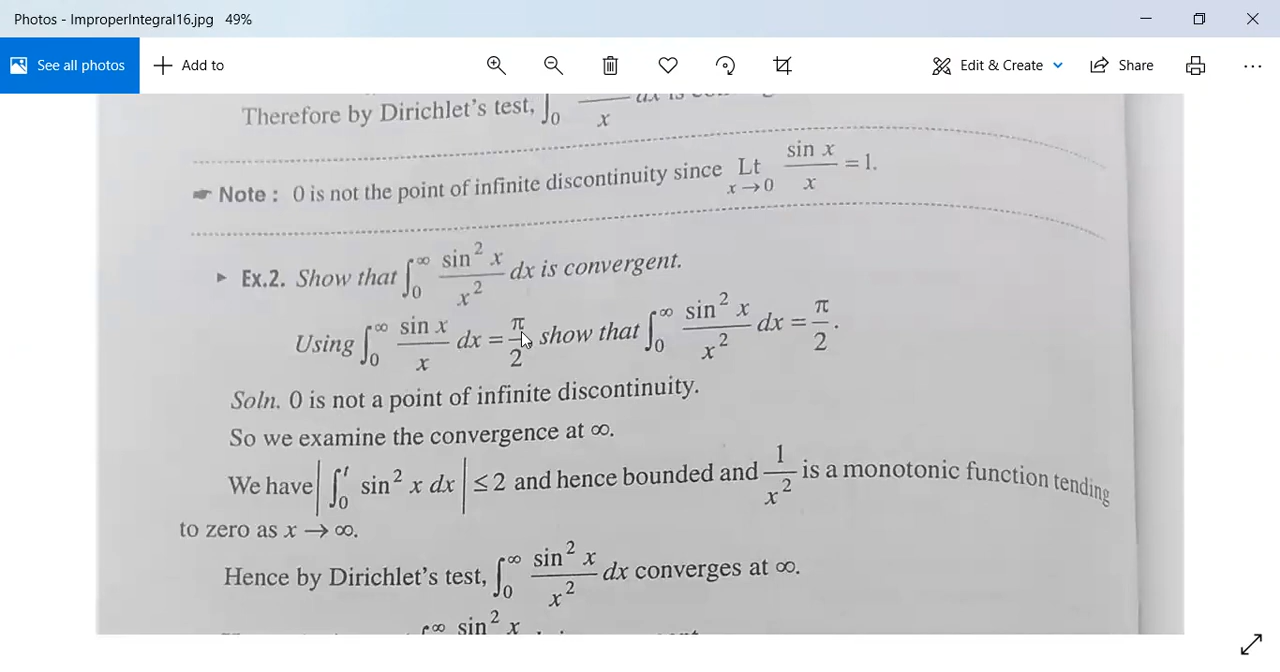 Photos - ImproperIntegral16.jpg 49%
See all photos
Add to
Edit & Create
Share
Therefore by Dirichlet's test, ∫₀ x
Note : 0 is not the point of infinite discontinuity since Lt x→0 sin x / x = 1.
Ex.2. Show that ∫₀^∞ sin² x / x² dx is convergent.
Using ∫₀^∞ sin x / x dx = π / 2, show that ∫₀^∞ sin² x / x² dx = π / 2.
Soln. 0 is not a point of infinite discontinuity.
So we examine the convergence at ∞.
We have |∫₀^t sin² x dx| ≤ 2 and hence bounded and 1 / x² is a monotonic function tending
to zero as x → ∞.
Hence by Dirichlet's test, ∫₀^∞ sin² x / x² dx converges at ∞.
∞ sin² x